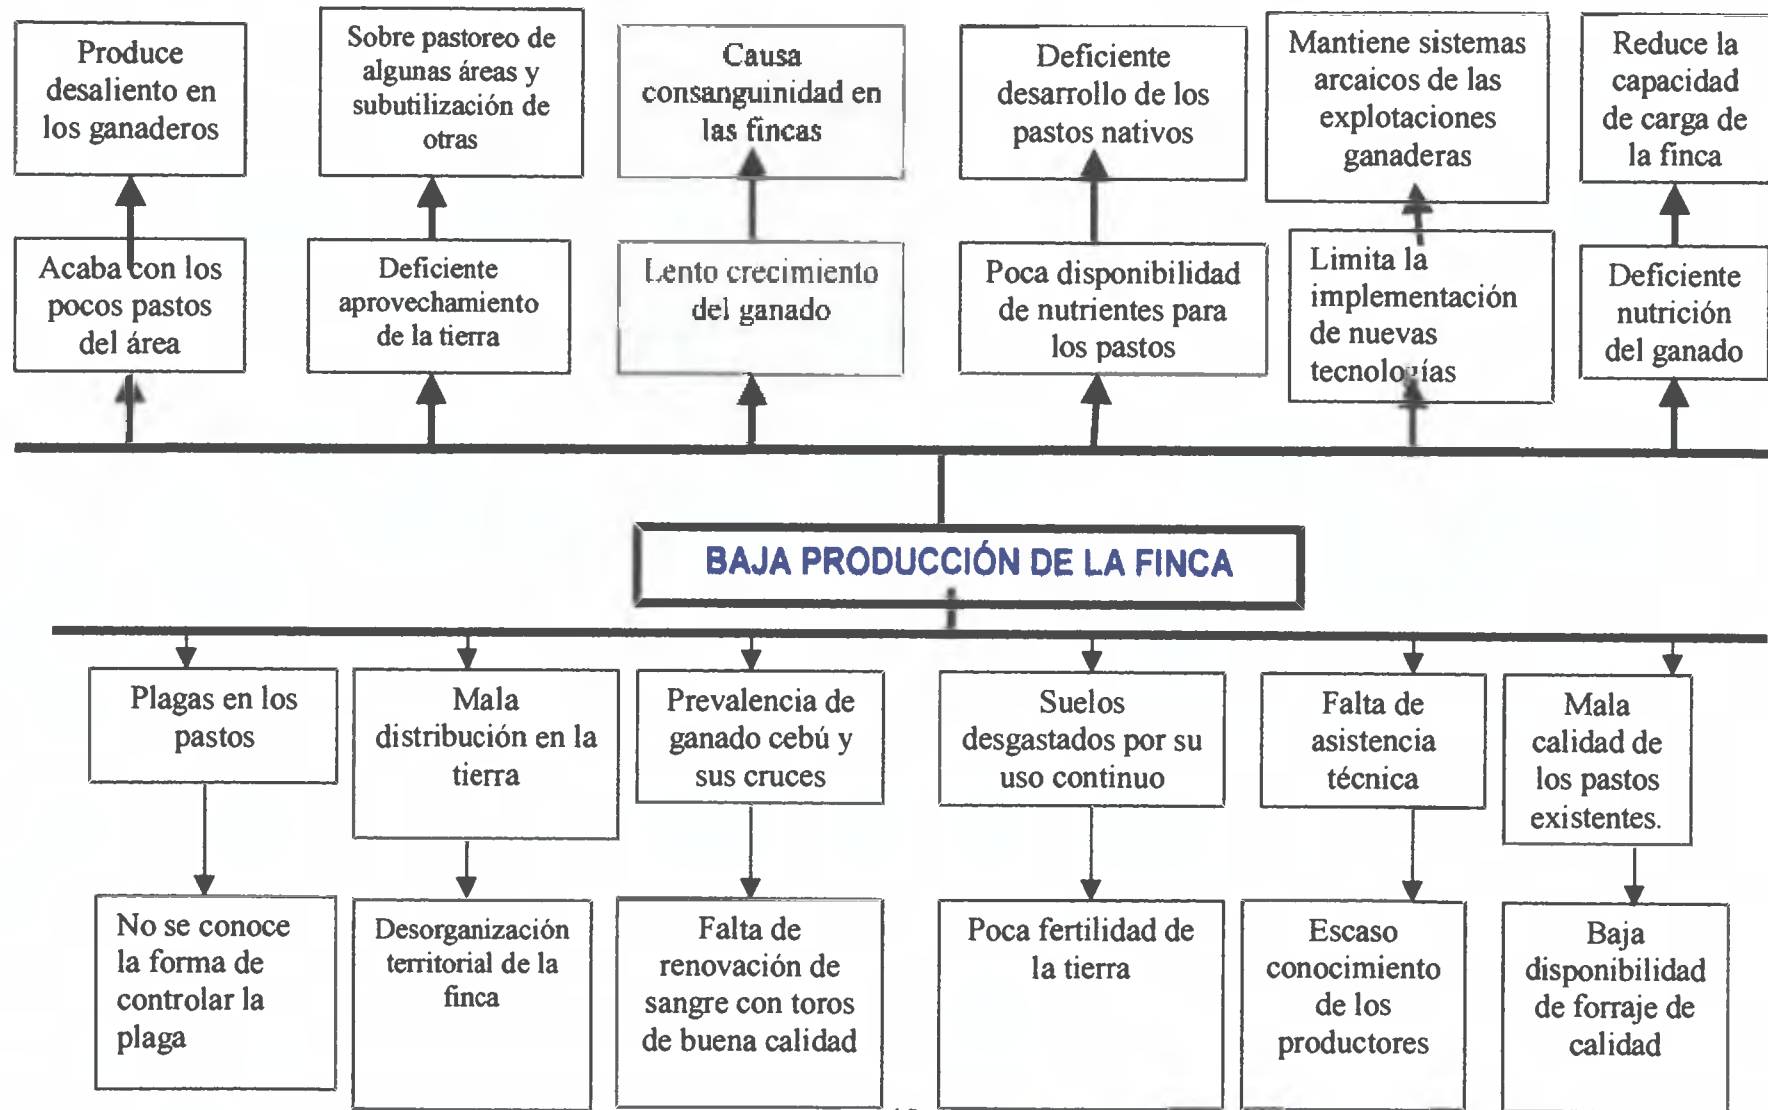 Produce
desaliento en
los ganaderos
Sobre pastoreo de
algunas áreas y
subutilización de
otras
Causa
consanguinidad en
las fincas
Deficiente
desarrollo de los
pastos nativos
Mantiene sistemas
arcaicos de las
explotaciones
ganaderas
Reduce la
capacidad
de carga de
la finca
Acaba con los
pocos pastos
del área
Deficiente
aprovechamiento
de la tierra
Lento crecimiento
del ganado
Poca disponibilidad
de nutrientes para
los pastos
Limita la
implementación
de nuevas
tecnologías
Deficiente
nutrición
del ganado
BAJA PRODUCCIÓN DE LA FINCA
Plagas en los
pastos
Mala
distribución en la
tierra
Prevalencia de
ganado cebú y
sus cruces
Suelos
desgastados por su
uso continuo
Falta de
asistencia
técnica
Mala
calidad de
los pastos
existentes.
No se conoce
la forma de
controlar la
plaga
Desorganización
territorial de la
finca
Falta de
renovación de
sangre con toros
de buena calidad
Poca fertilidad de
la tierra
Escaso
conocimiento
de los
productores
Baja
disponibilidad
de forraje de
calidad